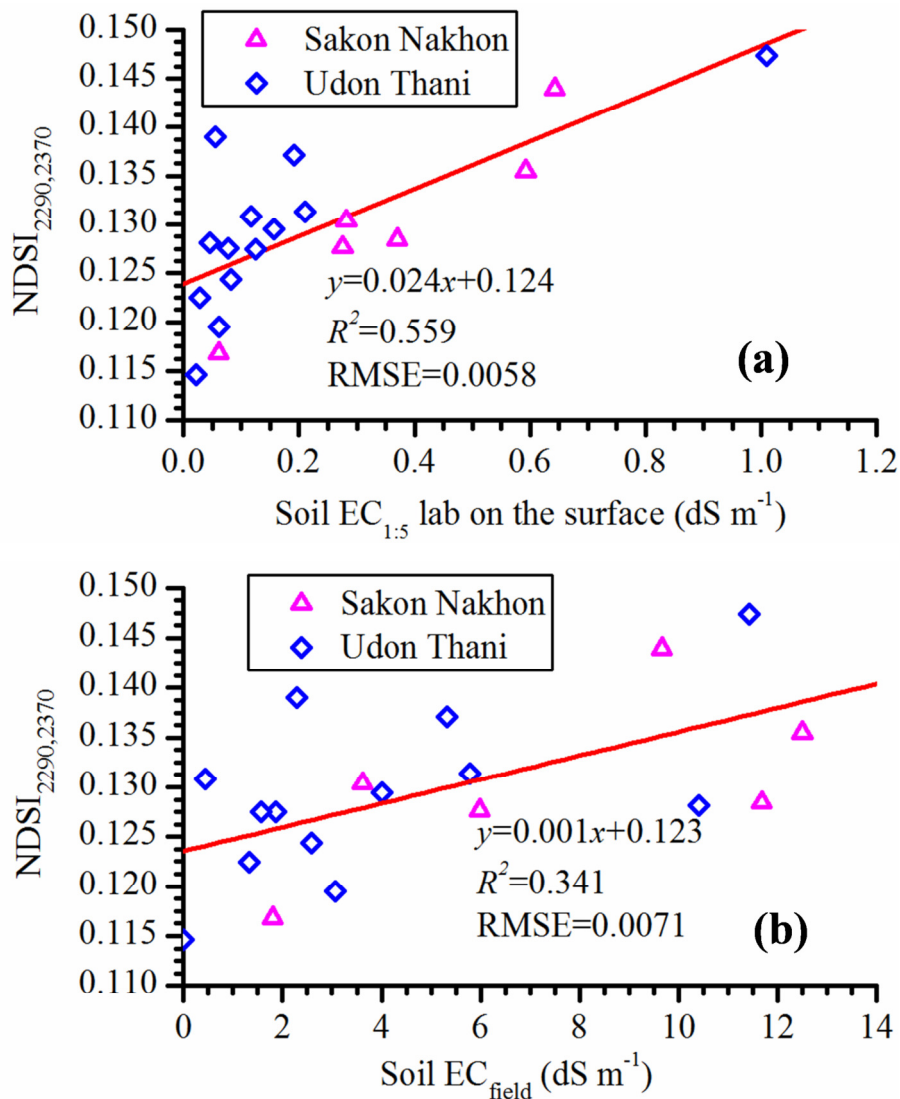 0.150
0.145
0.140
0.135
0.130
0.125
0.120
0.115
0.110
NDSI2290,2370
Sakon Nakhon
Udon Thani
y=0.024x+0.124
R²=0.559
RMSE=0.0058
(a)
0.0 0.2 0.4 0.6 0.8 1.0 1.2
Soil EC1:5 lab on the surface (dS m⁻¹)
0.150
0.145
0.140
0.135
0.130
0.125
0.120
0.115
0.110
NDSI2290,2370
Sakon Nakhon
Udon Thani
y=0.001x+0.123
R²=0.341
RMSE=0.0071
(b)
0 2 4 6 8 10 12 14
Soil ECfield (dS m⁻¹)